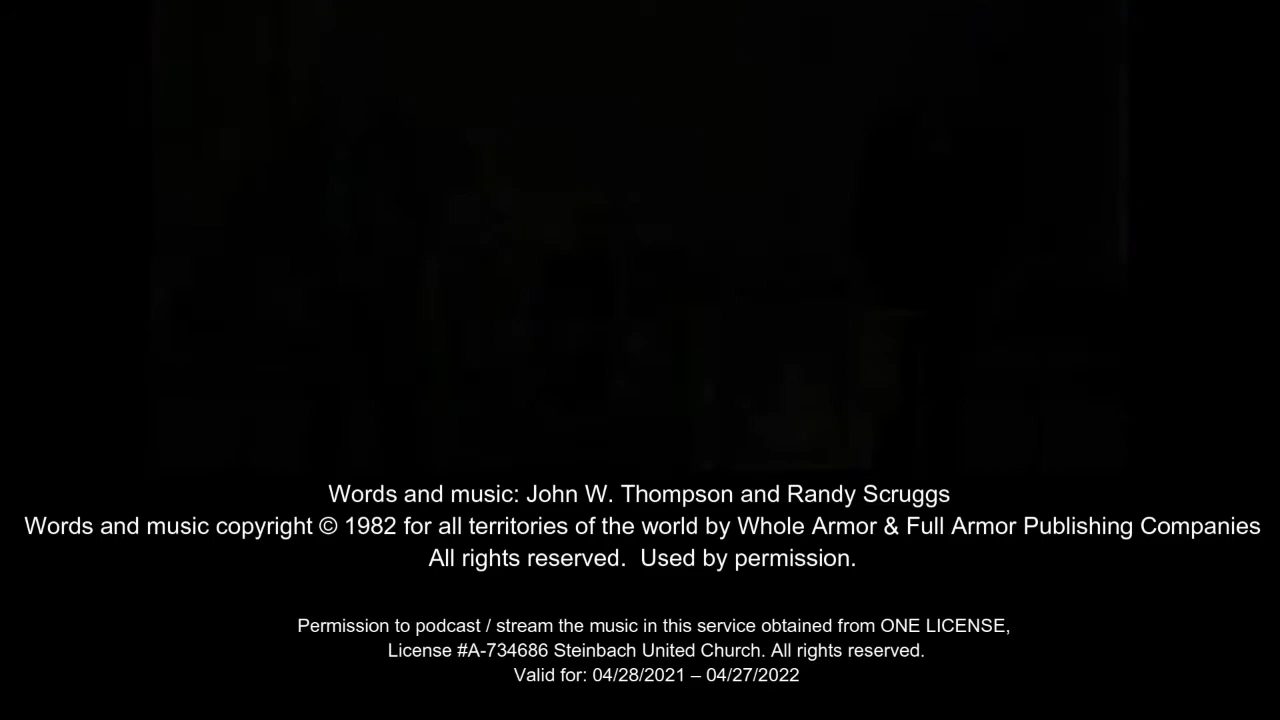 Words and music: John W. Thompson and Randy Scruggs
Words and music copyright © 1982 for all territories of the world by Whole Armor & Full Armor Publishing Companies
All rights reserved.  Used by permission.
Permission to podcast / stream the music in this service obtained from ONE LICENSE,
License #A-734686 Steinbach United Church. All rights reserved.
Valid for: 04/28/2021 – 04/27/2022